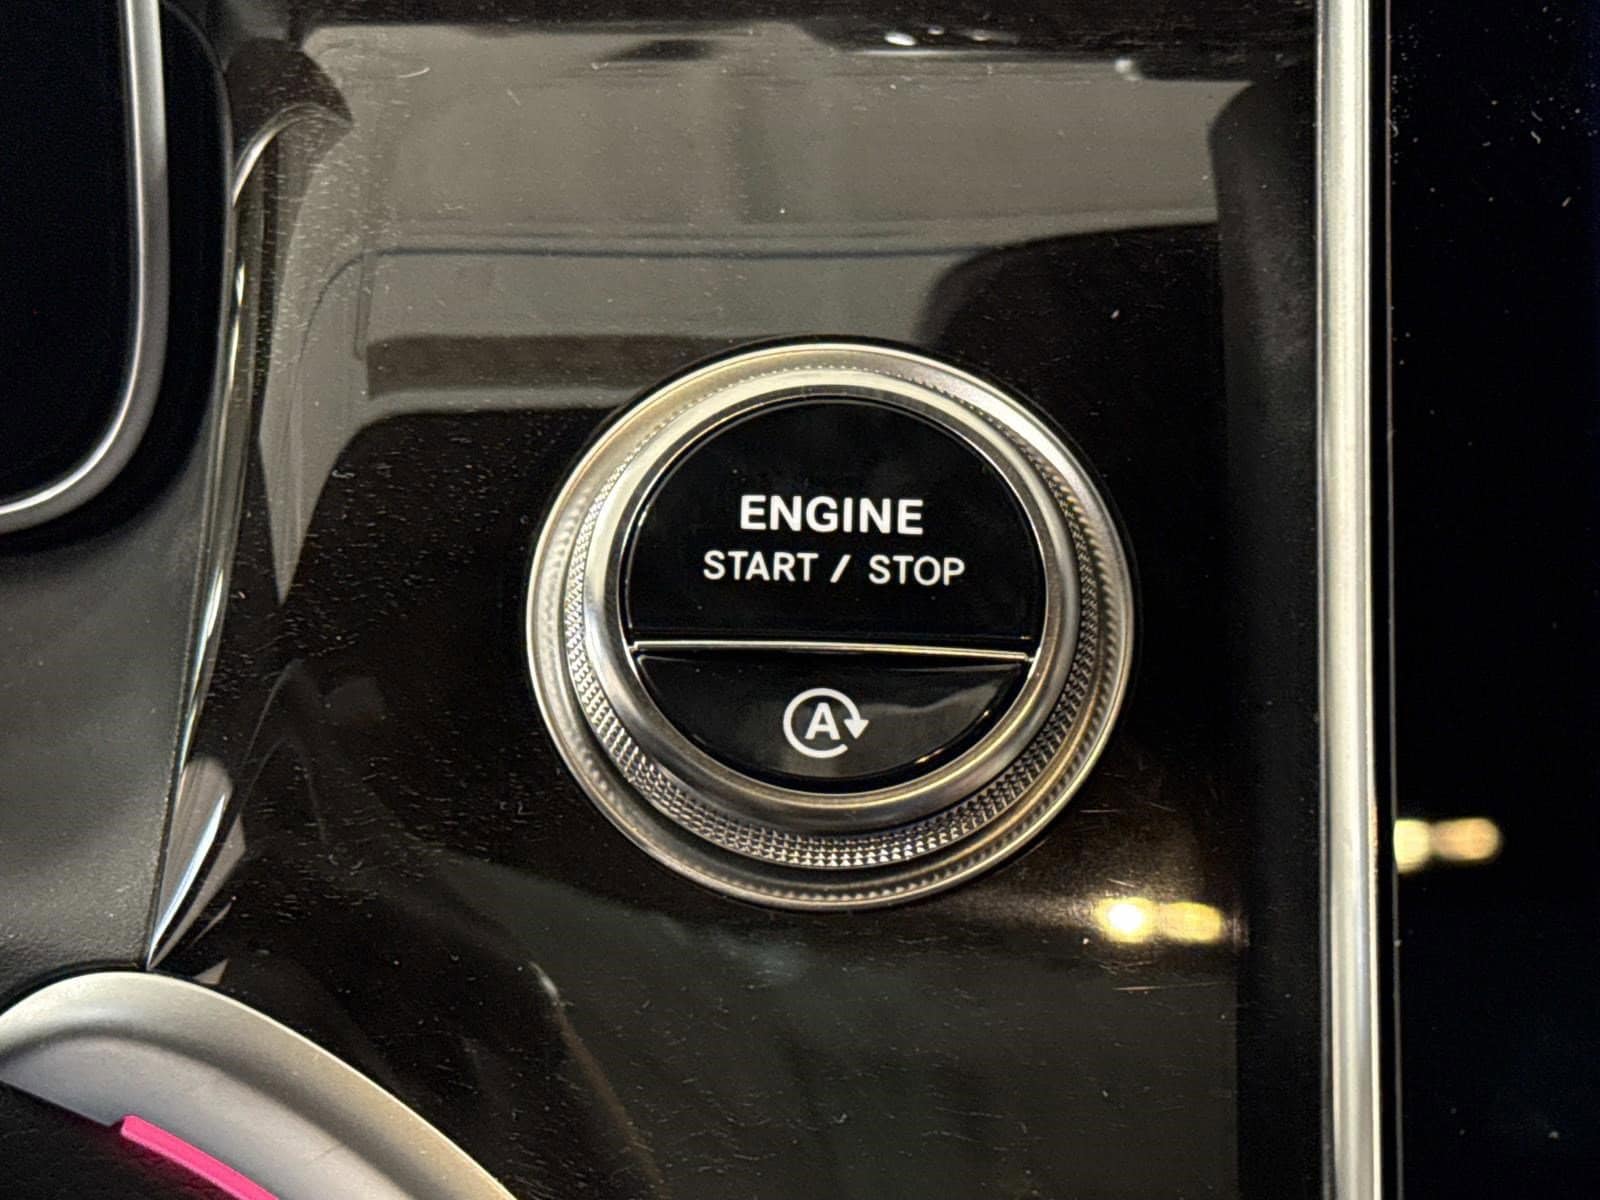 ENGINE
START / STOP
A